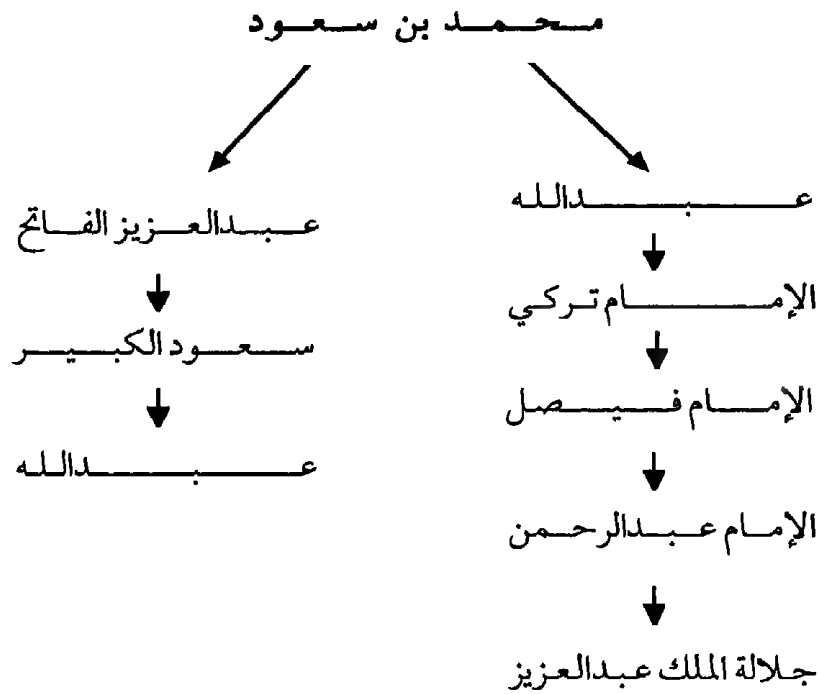 محمد بن سعود
عبدالله
عبدالعزيز الفاتح
الإمام تركي
سعود الكبير
الإمام فيصل
عبدالله
الإمام عبدالرحمن
جلالة الملك عبدالعزيز